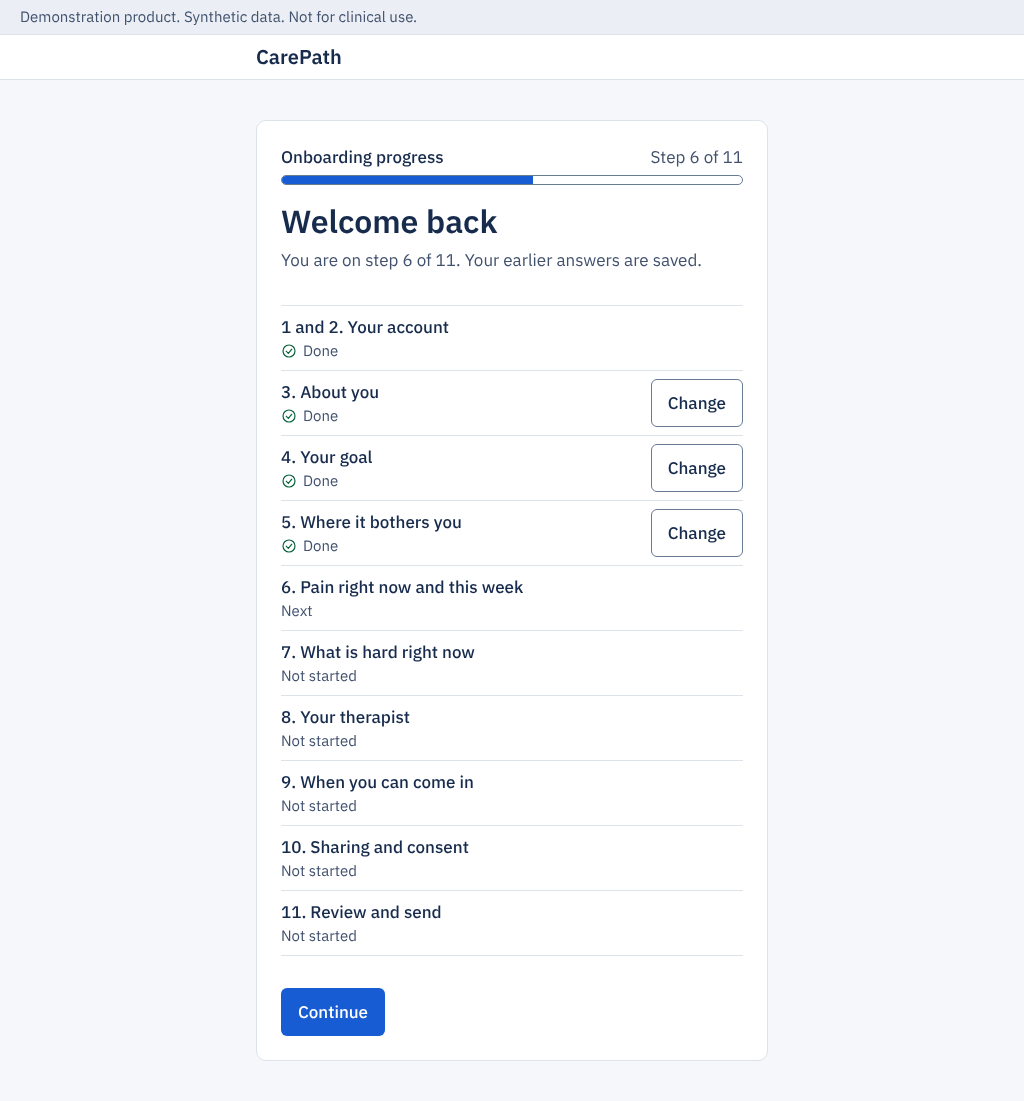 Demonstration product. Synthetic data. Not for clinical use.
CarePath
Onboarding progress
Step 6 of 11
Welcome back
You are on step 6 of 11. Your earlier answers are saved.
1 and 2. Your account
Done
3. About you
Done
Change
4. Your goal
Done
Change
5. Where it bothers you
Done
Change
6. Pain right now and this week
Next
7. What is hard right now
Not started
8. Your therapist
Not started
9. When you can come in
Not started
10. Sharing and consent
Not started
11. Review and send
Not started
Continue